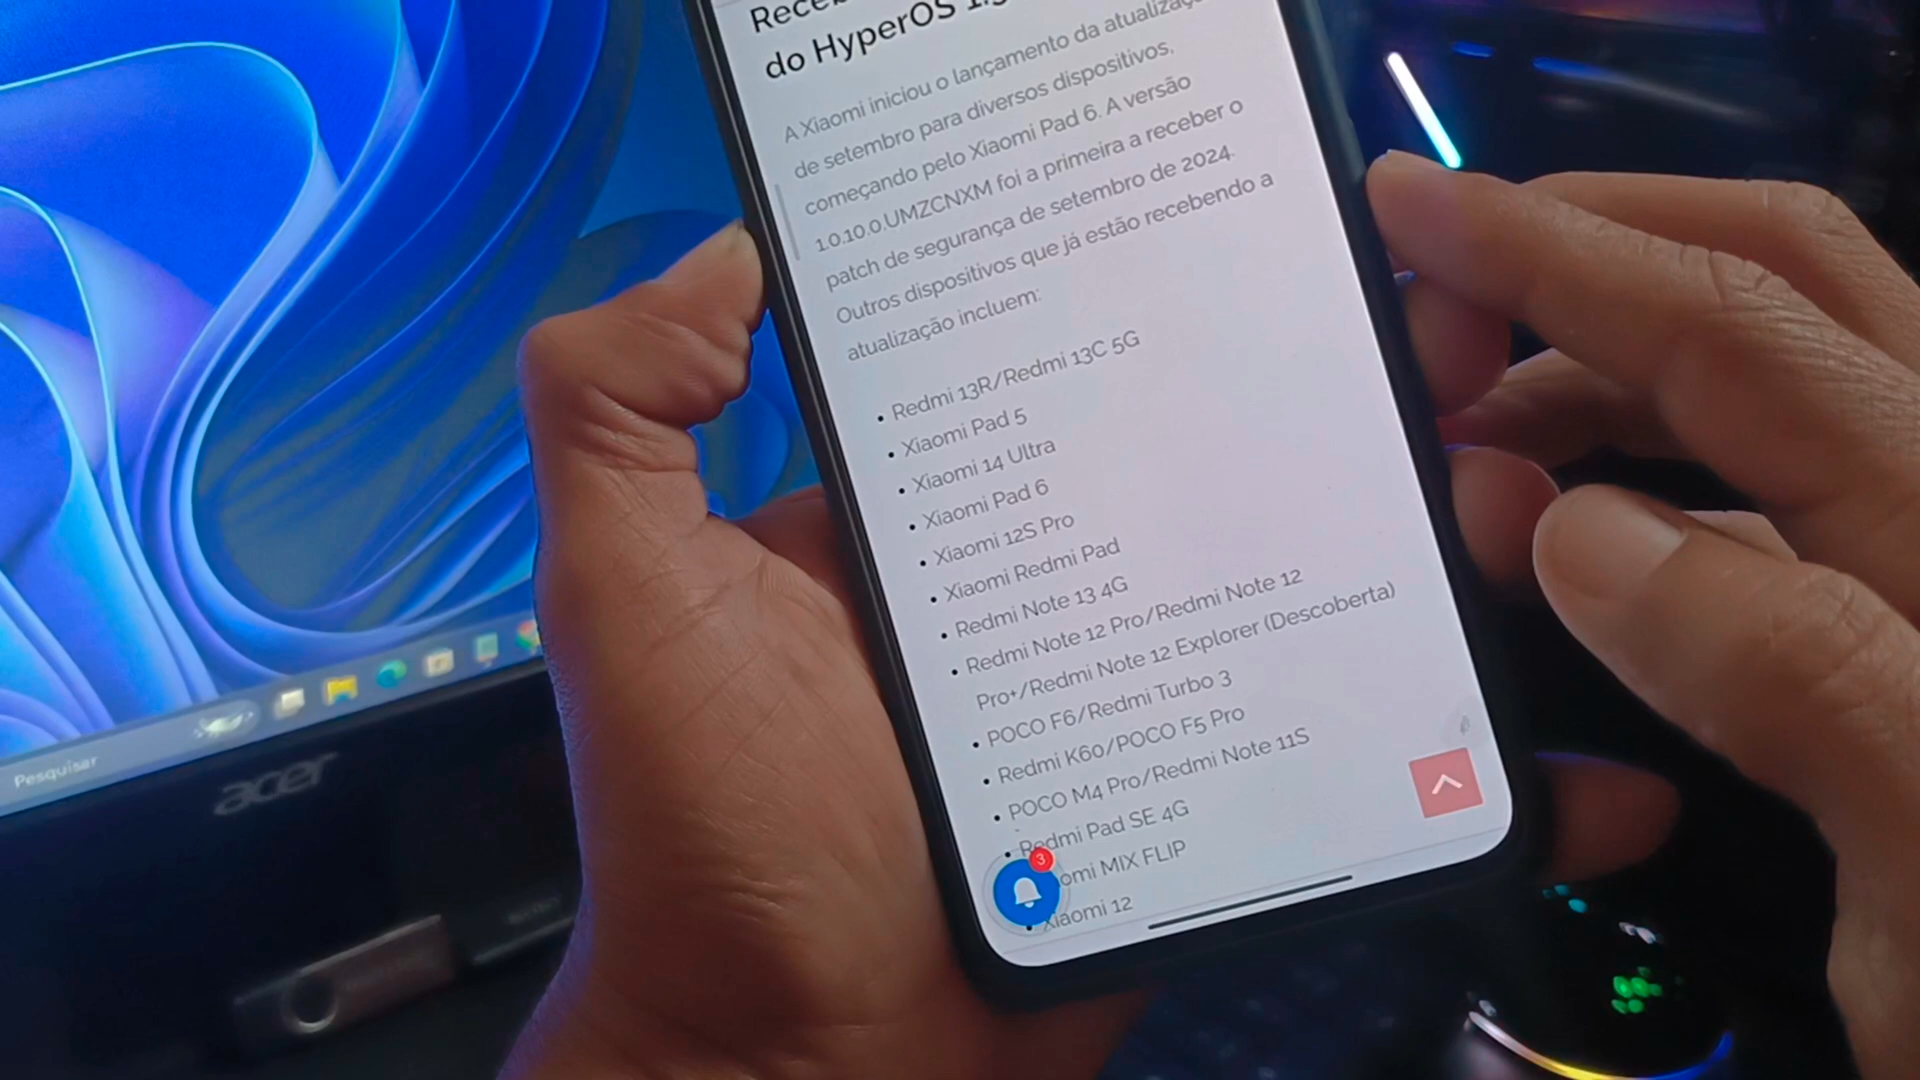 do HyperOS
A Xiaomi iniciou o lançamento da
de setembro para diversos dispositivos,
começando pelo Xiaomi Pad 6. A versão
1.0.10.0.UMZCNXM foi a primeira a receber o
patch de segurança de setembro de 2024.
Outros dispositivos que já estão recebendo a
atualização incluem:
• Redmi 13R/Redmi 13C 5G
• Xiaomi Pad 5
• Xiaomi 14 Ultra
• Xiaomi Pad 6
• Xiaomi 12S Pro
• Xiaomi Redmi Pad
• Redmi Note 13 4G
• Redmi Note 12 Pro/Redmi Note 12
Pro+/Redmi Note 12 Explorer (Descoberta)
• POCO F6/Redmi Turbo 3
• Redmi K60/POCO F5 Pro
• POCO M4 Pro/Redmi Note 11S
• Redmi Pad SE 4G
MIX FLIP
• Xiaomi 12
3
Pesquisar
acer